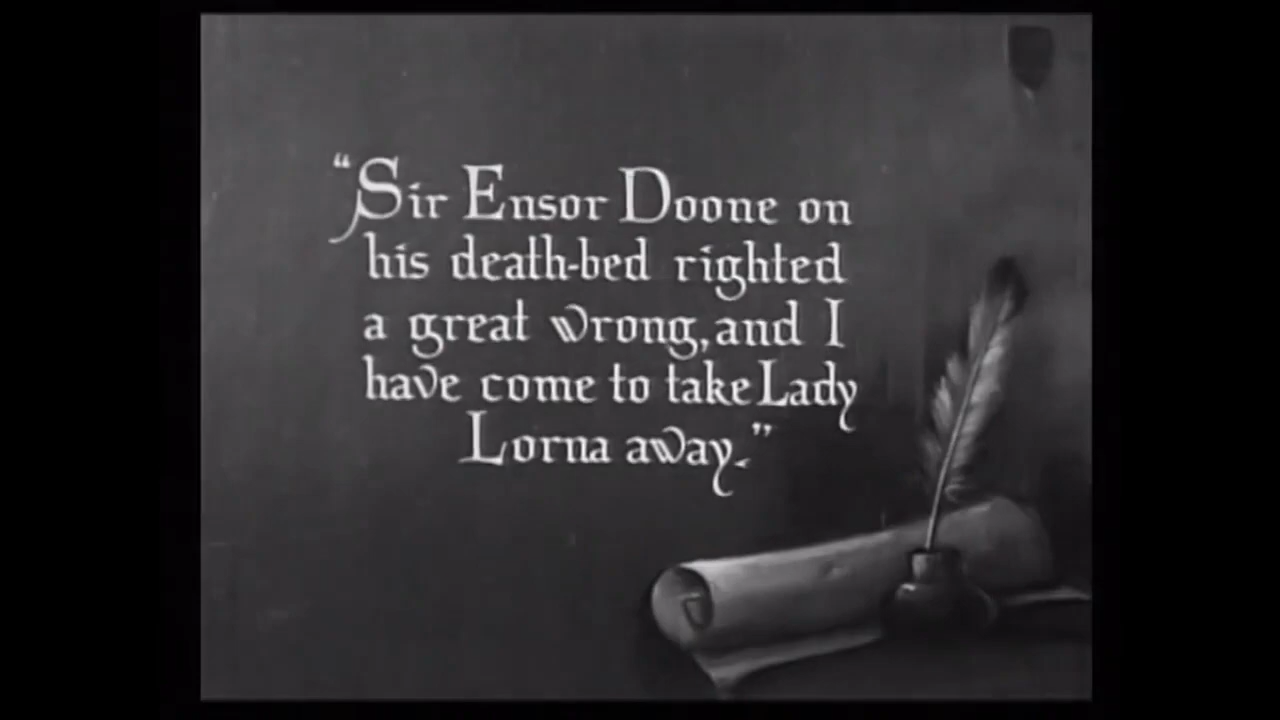 “Sir Ensor Doone on
his death-bed righted
a great wrong, and I
have come to take Lady
Lorna away.”